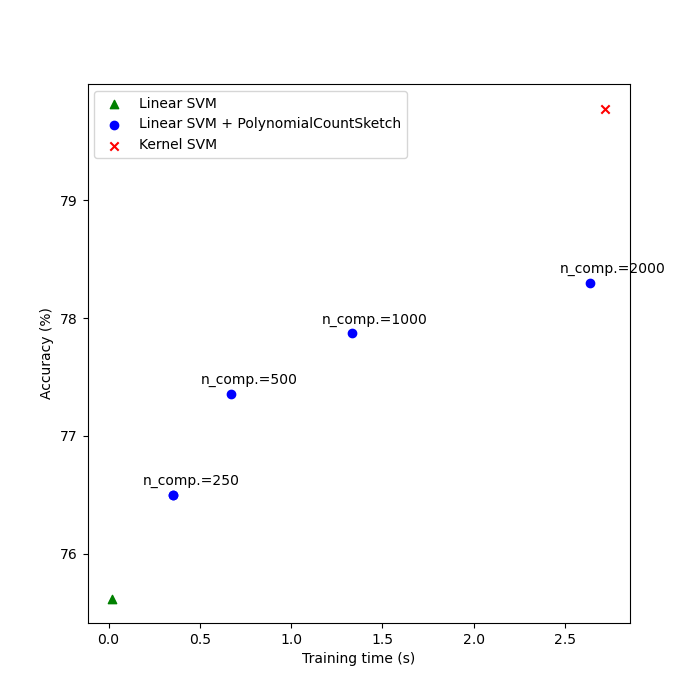 Linear SVM
Linear SVM + PolynomialCountSketch
Kernel SVM
79
n_comp.=2000
78
n_comp.=1000
n_comp.=500
77
n_comp.=250
76
Accuracy (%)
0.0 0.5 1.0 1.5 2.0 2.5
Training time (s)